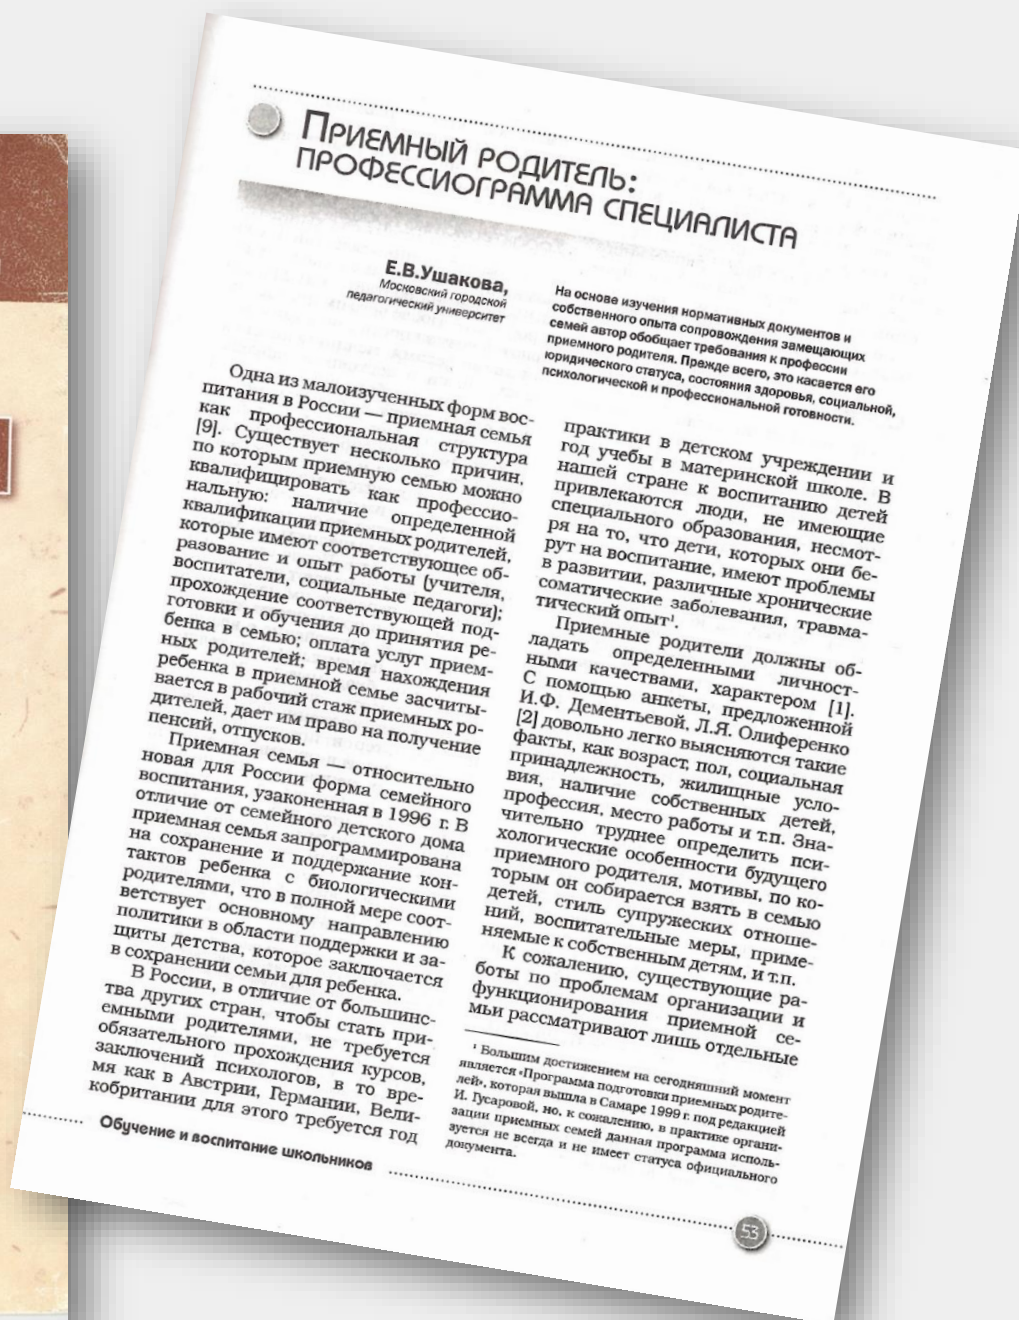 Приемный родитель:
профессиограмма специалиста
Е.В.Ушакова,
Московский городской
педагогический университет
На основе изучения нормативных документов и
собственного опыта сопровождения замещающих
семей автор обобщает требования к профессии
приемного родителя. Прежде всего, это касается его
юридического статуса, состояния здоровья, социальной,
психологической и профессиональной готовности.
Одна из малоизученных форм вос-
питания в России — приемная семья
как профессиональная структура
[9]. Существует несколько причин,
по которым приемную семью можно
квалифицировать как профессио-
нальную: наличие определенной
квалификации приемных родителей,
которые имеют соответствующее об-
разование и опыт работы (учителя,
воспитатели, социальные педагоги);
прохождение соответствующей под-
готовки и обучения до принятия ре-
бенка в семью; оплата услуг прием-
ных родителей; время нахождения
ребенка в приемной семье засчиты-
вается в рабочий стаж приемных ро-
дителей, дает им право на получение
пенсий, отпусков.
Приемная семья — относительно
новая для России форма семейного
воспитания, узаконенная в 1996 г. В
отличие от семейного детского дома
приемная семья запрограммирована
на сохранение и поддержание кон-
тактов ребенка с биологическими
родителями, что в полной мере соот-
ветствует основному направлению
политики в области поддержки и за-
щиты детства, которое заключается
в сохранении семьи для ребенка.
В России, в отличие от большинс-
тва других стран, чтобы стать при-
емными родителями, не требуется
обязательного прохождения курсов,
заключений психологов, в то вре-
мя как в Австрии, Германии, Вели-
кобритании для этого требуется год
практики в детском учреждении и
год учебы в материнской школе. В
нашей стране к воспитанию детей
привлекаются люди, не имеющие
специального образования, несмот-
ря на то, что дети, которых они бе-
рут на воспитание, имеют проблемы
в развитии, различные хронические
соматические заболевания, травма-
тический опыт¹.
Приемные родители должны об-
ладать определенными личност-
ными качествами, характером [1].
С помощью анкеты, предложенной
И.Ф. Дементьевой, Л.Я. Олиференко
[2] довольно легко выясняются такие
факты, как возраст, пол, социальная
принадлежность, жилищные усло-
вия, наличие собственных детей,
профессия, место работы и т.п. Зна-
чительно труднее определить пси-
хологические особенности будущего
приемного родителя, мотивы, по ко-
торым он собирается взять в семью
детей, стиль супружеских отноше-
ний, воспитательные меры, приме-
няемые к собственным детям, и т.п.
К сожалению, существующие ра-
боты по проблемам организации и
функционирования приемной се-
мьи рассматривают лишь отдельные
¹ Большим достижением на сегодняшний момент
является «Программа подготовки приемных родите-
лей», которая вышла в Самаре 1999 г. под редакцией
И. Гусаровой, но, к сожалению, в практике органи-
зации приемных семей данная программа исполь-
зуется не всегда и не имеет статуса официального
документа.
Обучение и воспитание школьников
53